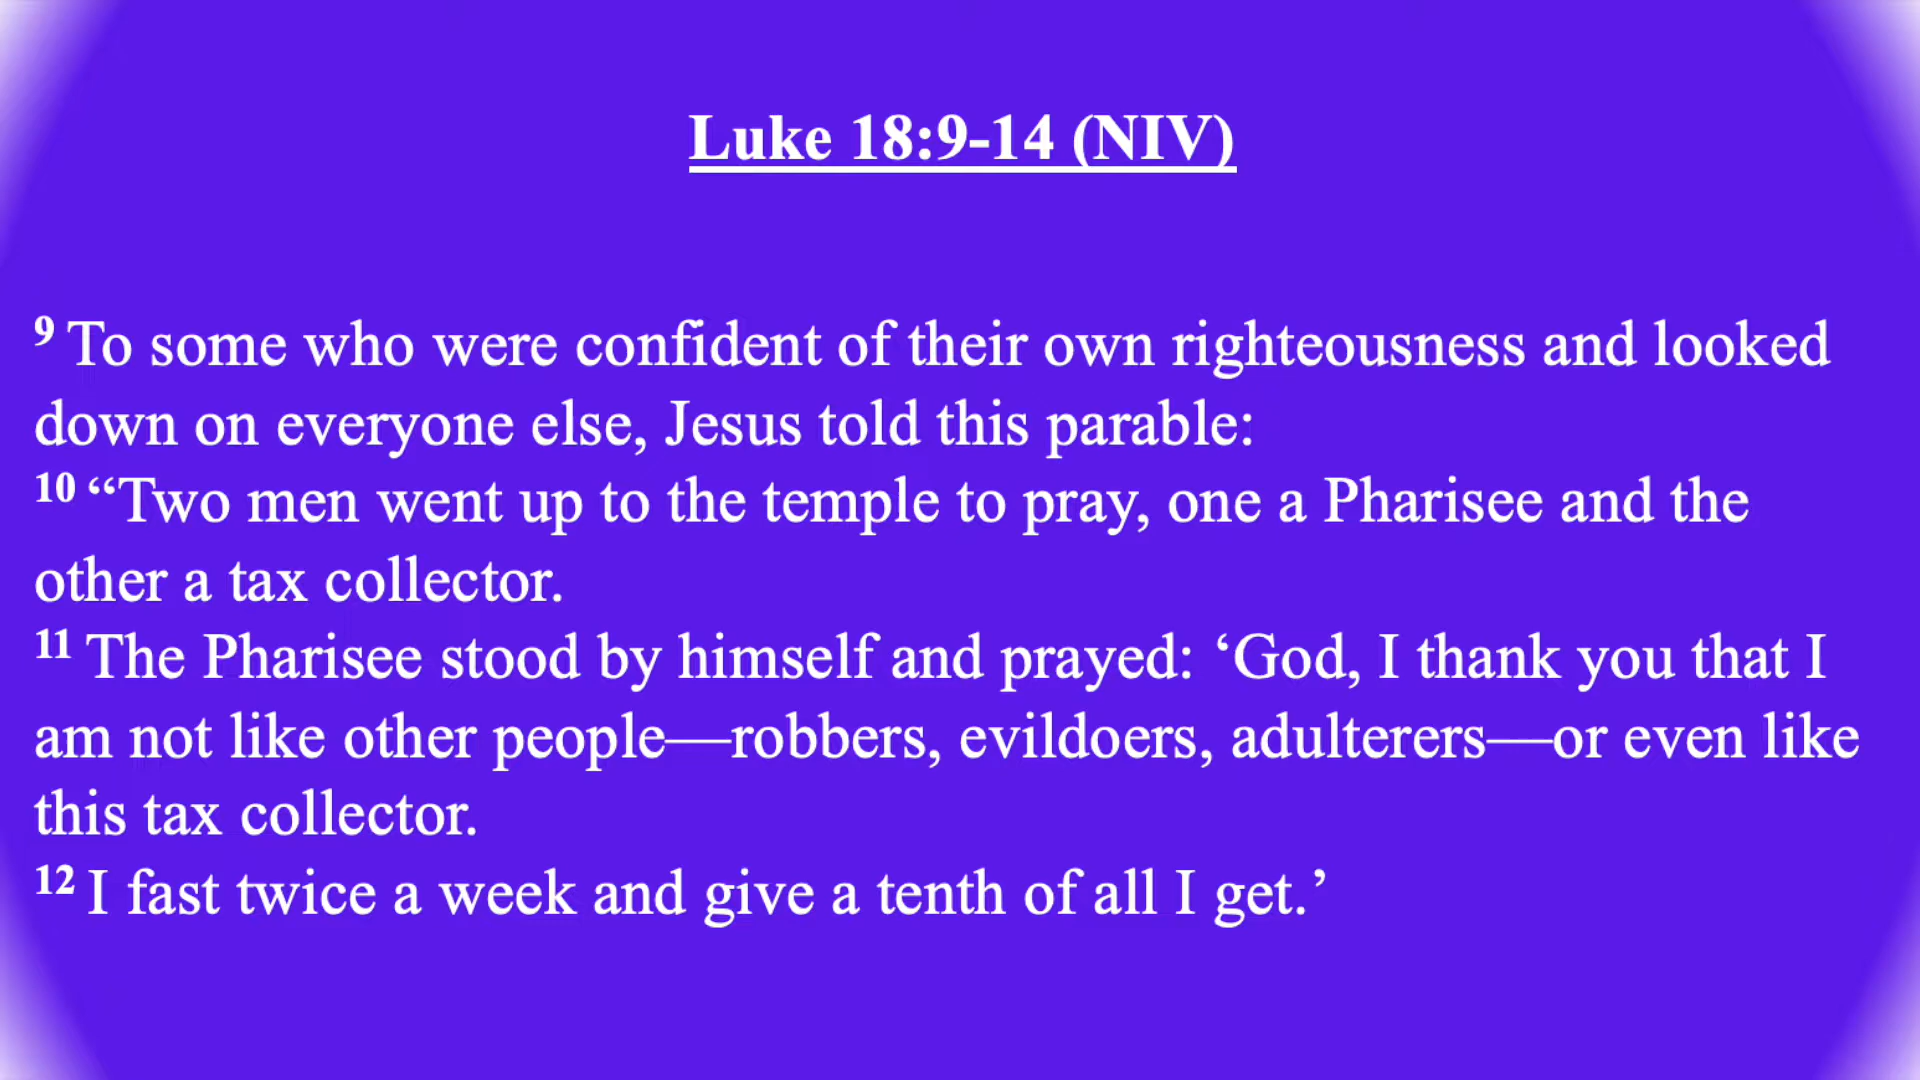 Luke 18:9-14 (NIV)
9 To some who were confident of their own righteousness and looked
down on everyone else, Jesus told this parable:
10 “Two men went up to the temple to pray, one a Pharisee and the
other a tax collector.
11 The Pharisee stood by himself and prayed: ‘God, I thank you that I
am not like other people—robbers, evildoers, adulterers—or even like
this tax collector.
12 I fast twice a week and give a tenth of all I get.’